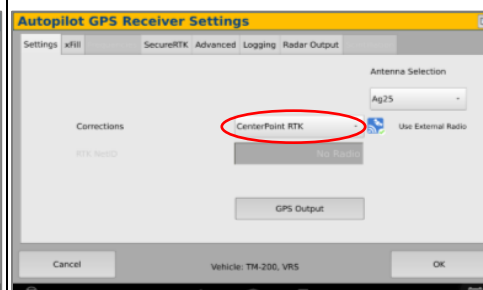 Autopilot GPS Receiver Settings
Settings xFill SecureRTK Advanced Logging Radar Output
Antenna Selection
Ag25
Corrections CenterPoint RTK Use External Radio
RTK NetID No Radio
GPS Output
Cancel Vehicle: TM-200, VRS OK